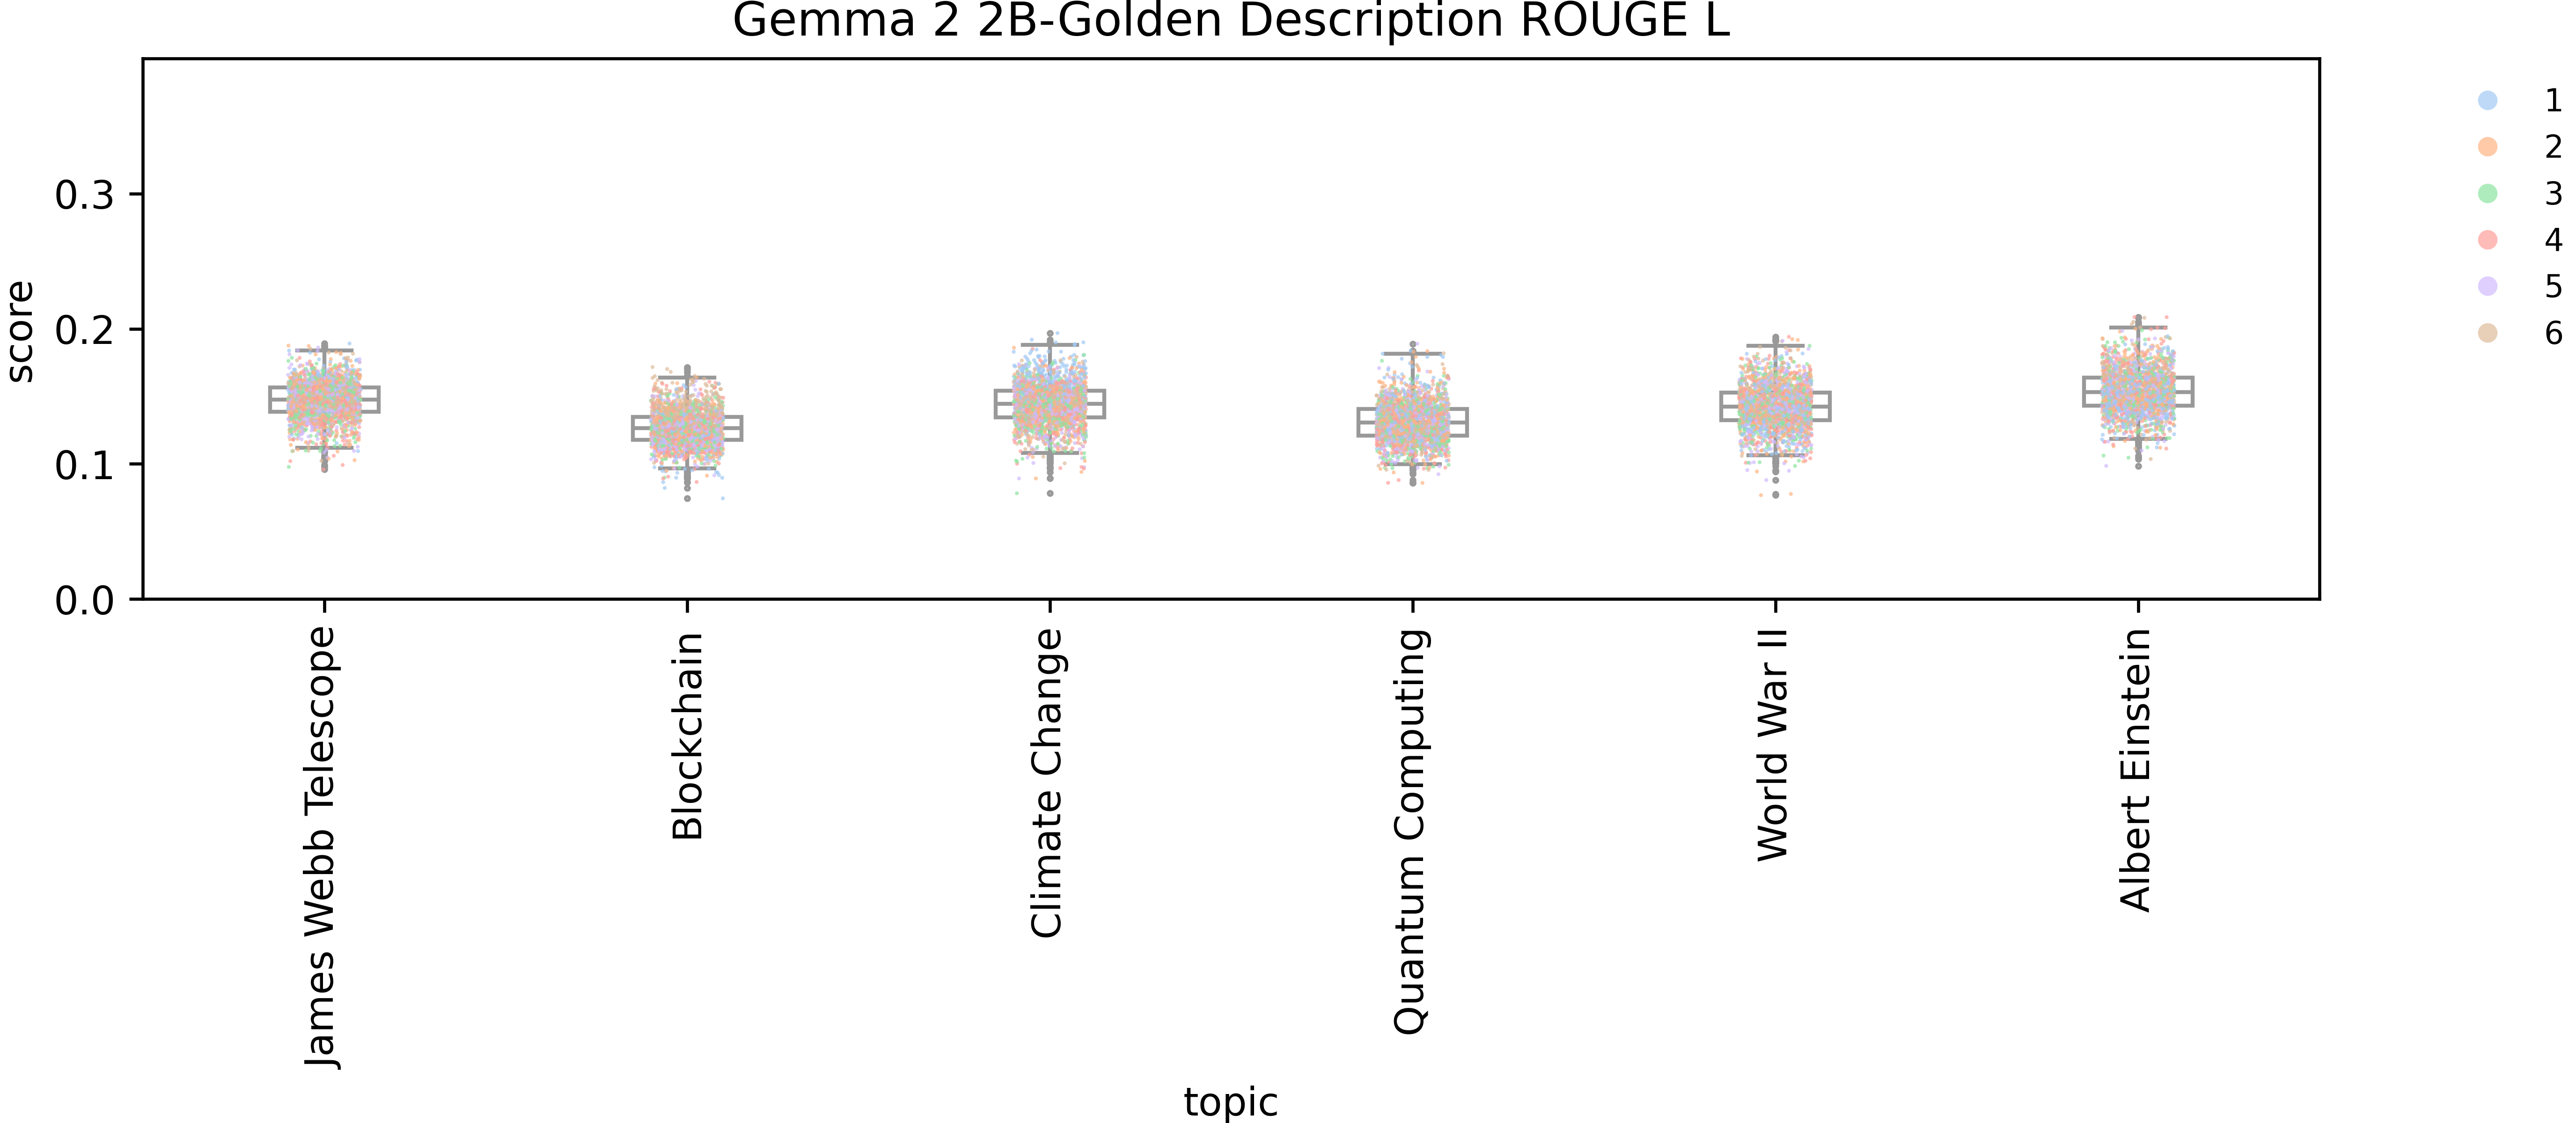 Gemma 2 2B-Golden Description ROUGE L
score
0.3
0.2
0.1
0.0
1
2
3
4
5
6
James Webb Telescope
Blockchain
Climate Change
Quantum Computing
World War II
Albert Einstein
topic